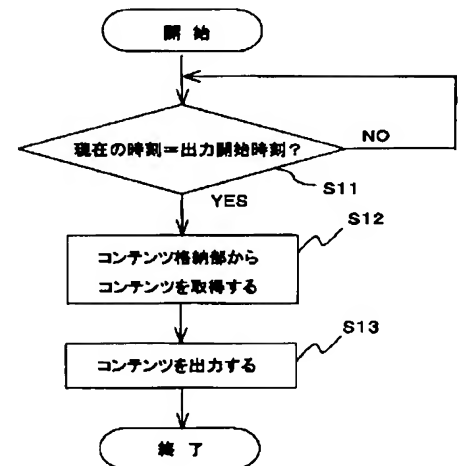 開 始
現在の時刻=出力開始時刻?
NO
S11
YES
S12
コンテンツ格納部から
コンテンツを取得する
S13
コンテンツを出力する
終 了